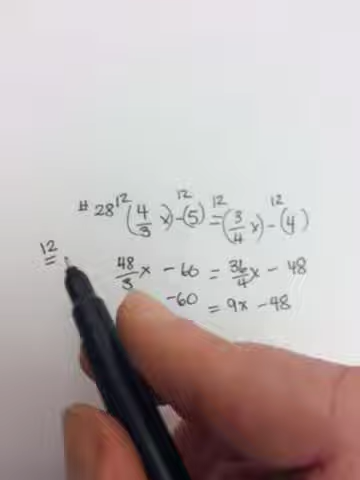 #28 12(4/3 x) - 12(5) = 12(3/4 x) - 12(4)
12 =
48/3 x - 60 = 36/4 x - 48
-60 = 9x - 48